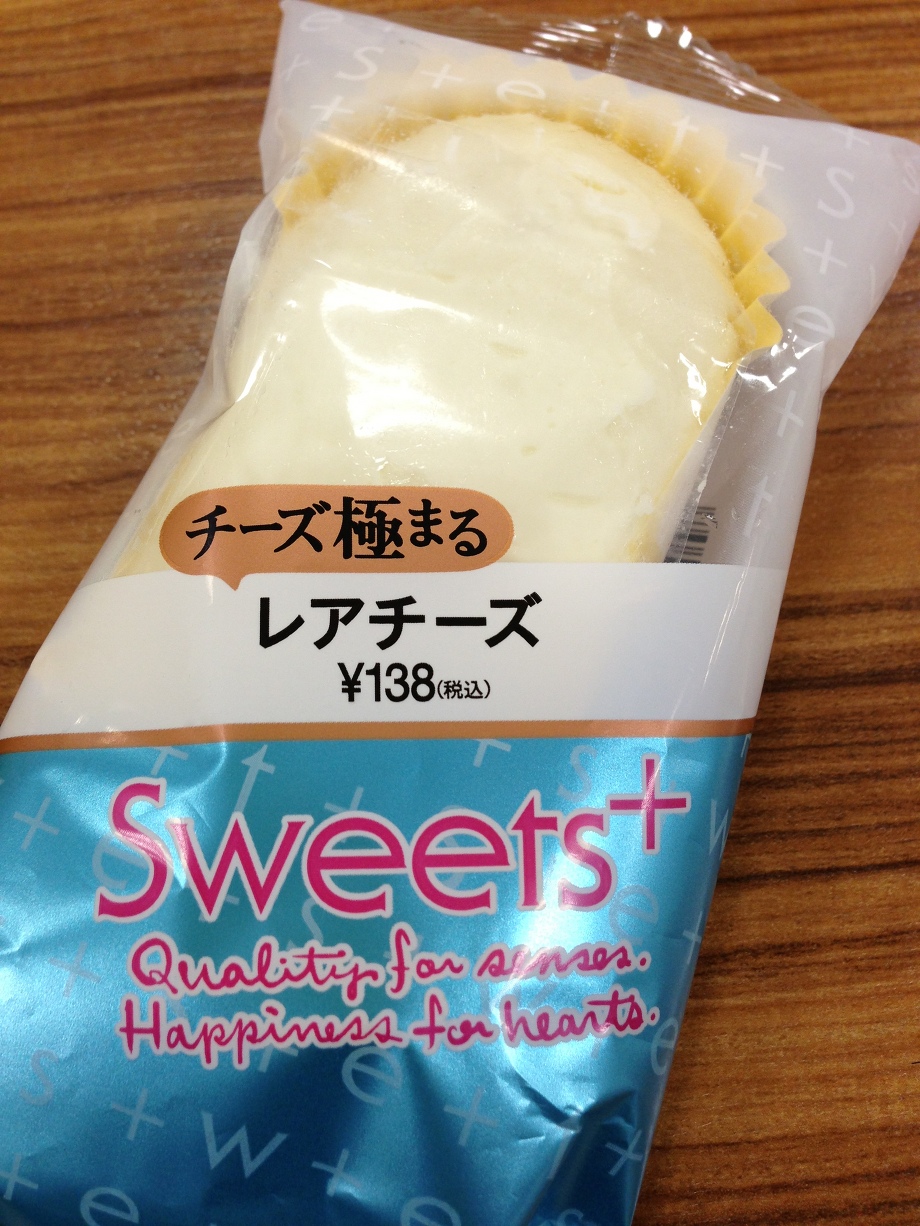 チーズ極まる
レアチーズ
¥138(税込)
Sweets+
Quality for senses.
Happiness for hearts.